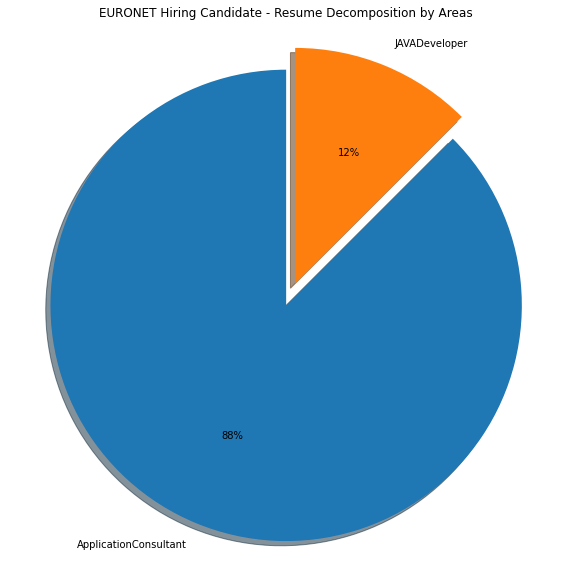 EURONET Hiring Candidate - Resume Decomposition by Areas
JAVADeveloper
12%
88%
ApplicationConsultant